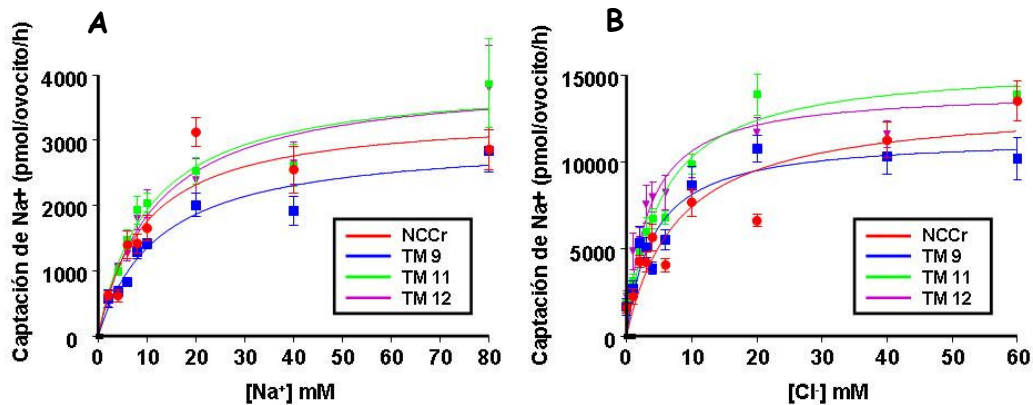 A
Captación de Na+ (pmol/ovocito/h)
4000
3000
2000
1000
0
0 10 20 30 40 50 60 70 80
[Na⁺] mM
NCCr
TM 9
TM 11
TM 12
B
Captación de Na+ (pmol/ovocito/h)
15000
10000
5000
0
0 10 20 30 40 50 60
[Cl⁻] mM
NCCr
TM 9
TM 11
TM 12